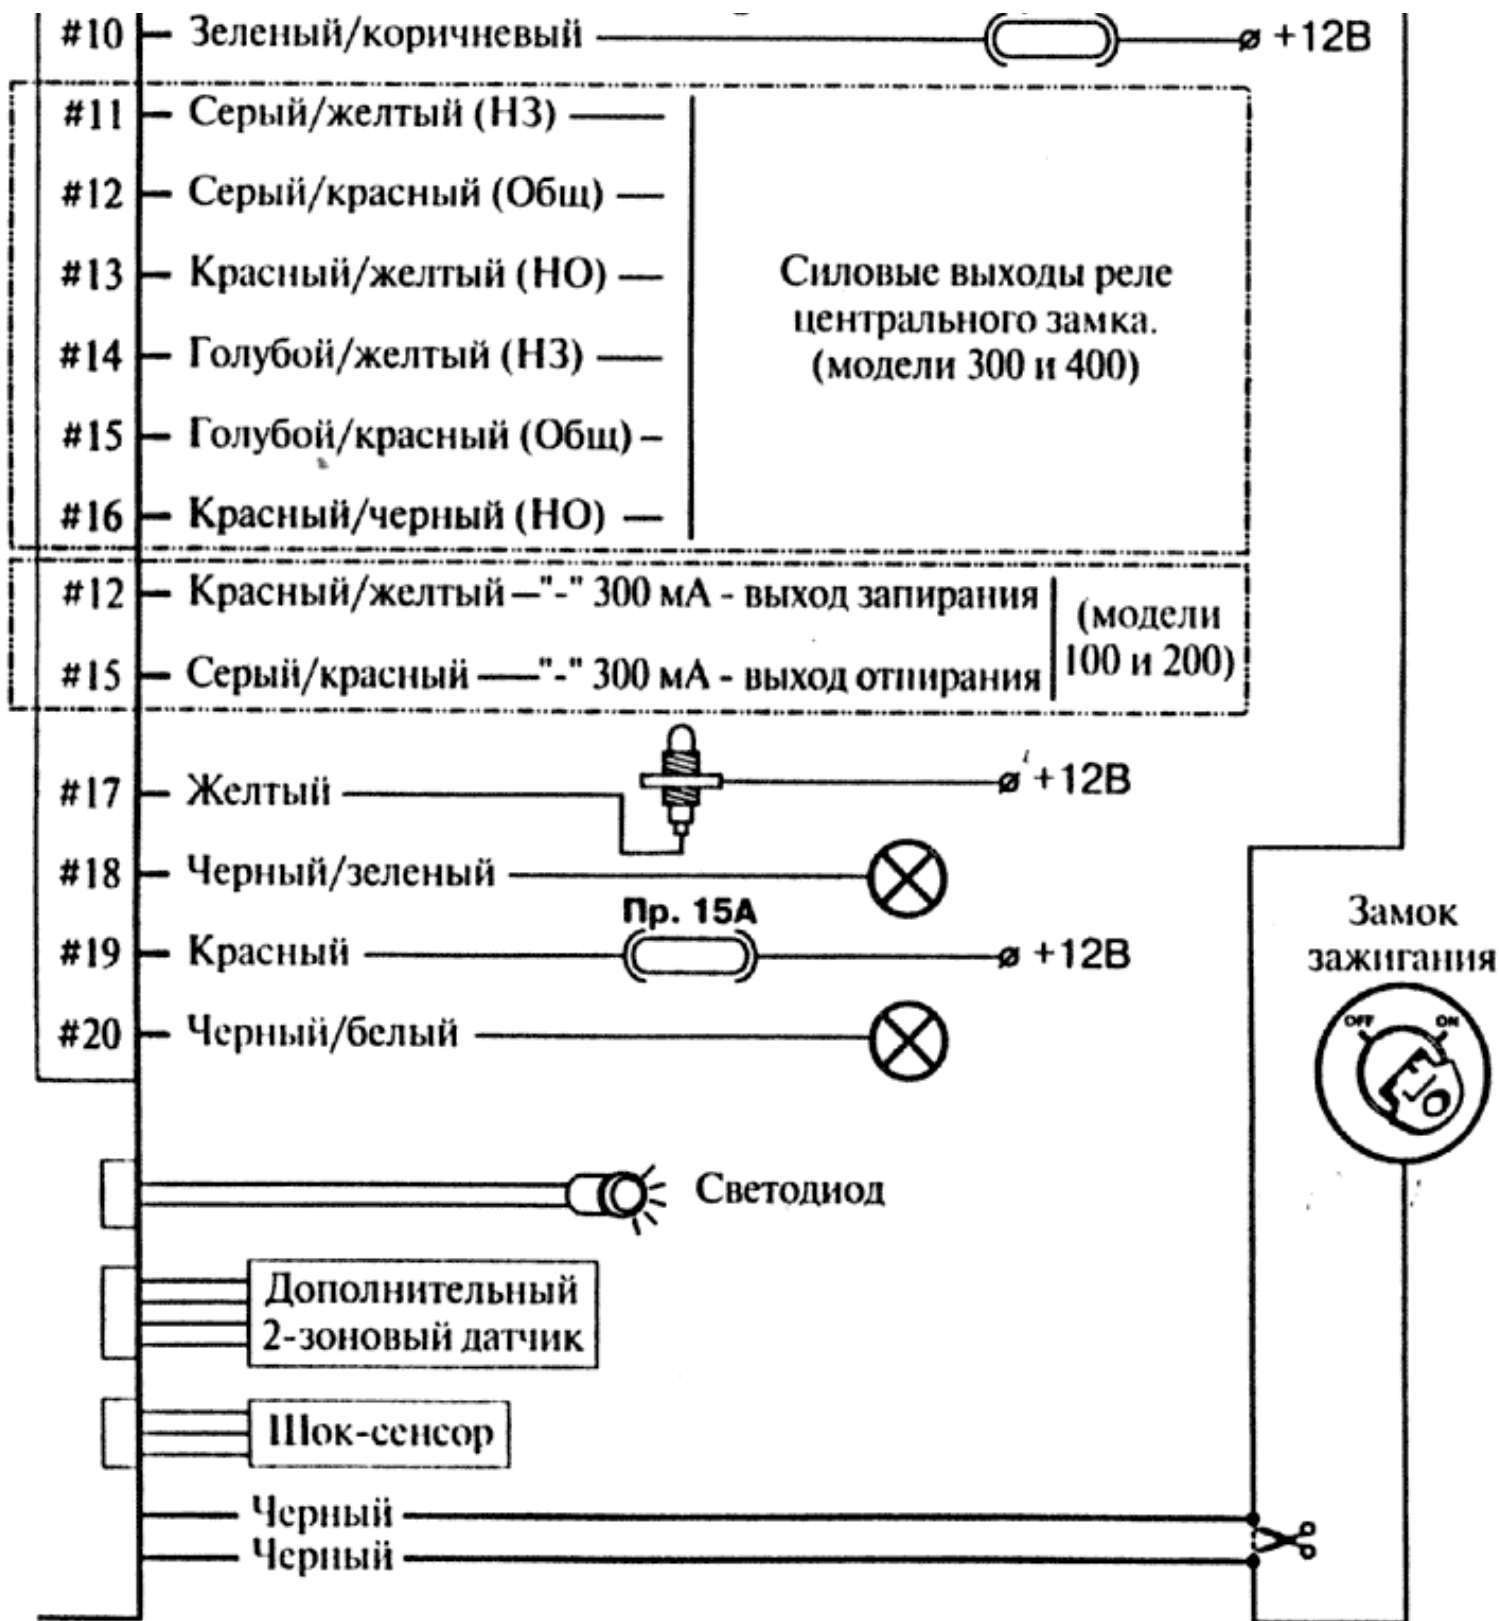 #10 Зеленый/коричневый +12В
#11 Серый/желтый (НЗ)
#12 Серый/красный (Общ)
#13 Красный/желтый (НО)
#14 Голубой/желтый (НЗ)
#15 Голубой/красный (Общ)
#16 Красный/черный (НО)
Силовые выходы реле
центрального замка.
(модели 300 и 400)
#12 Красный/желтый "-" 300 мА - выход запирания
#15 Серый/красный "-" 300 мА - выход отпирания
(модели
100 и 200)
#17 Желтый +12В
#18 Черный/зеленый
Пр. 15А
#19 Красный +12В
#20 Черный/белый
Замок
зажигания
OFF ON
Светодиод
Дополнительный
2-зоновый датчик
Шок-сенсор
Черный
Черный